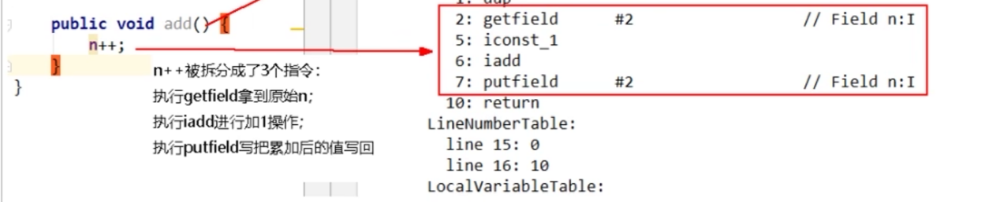 public void add() {
n++;
}
}
n++被拆分成了3个指令：
执行getfield拿到原始n；
执行iadd进行加1操作；
执行putfield写把累加后的值写回
1: dup
2: getfield #2 // Field n:I
5: iconst_1
6: iadd
7: putfield #2 // Field n:I
10: return
LineNumberTable:
line 15: 0
line 16: 10
LocalVariableTable: